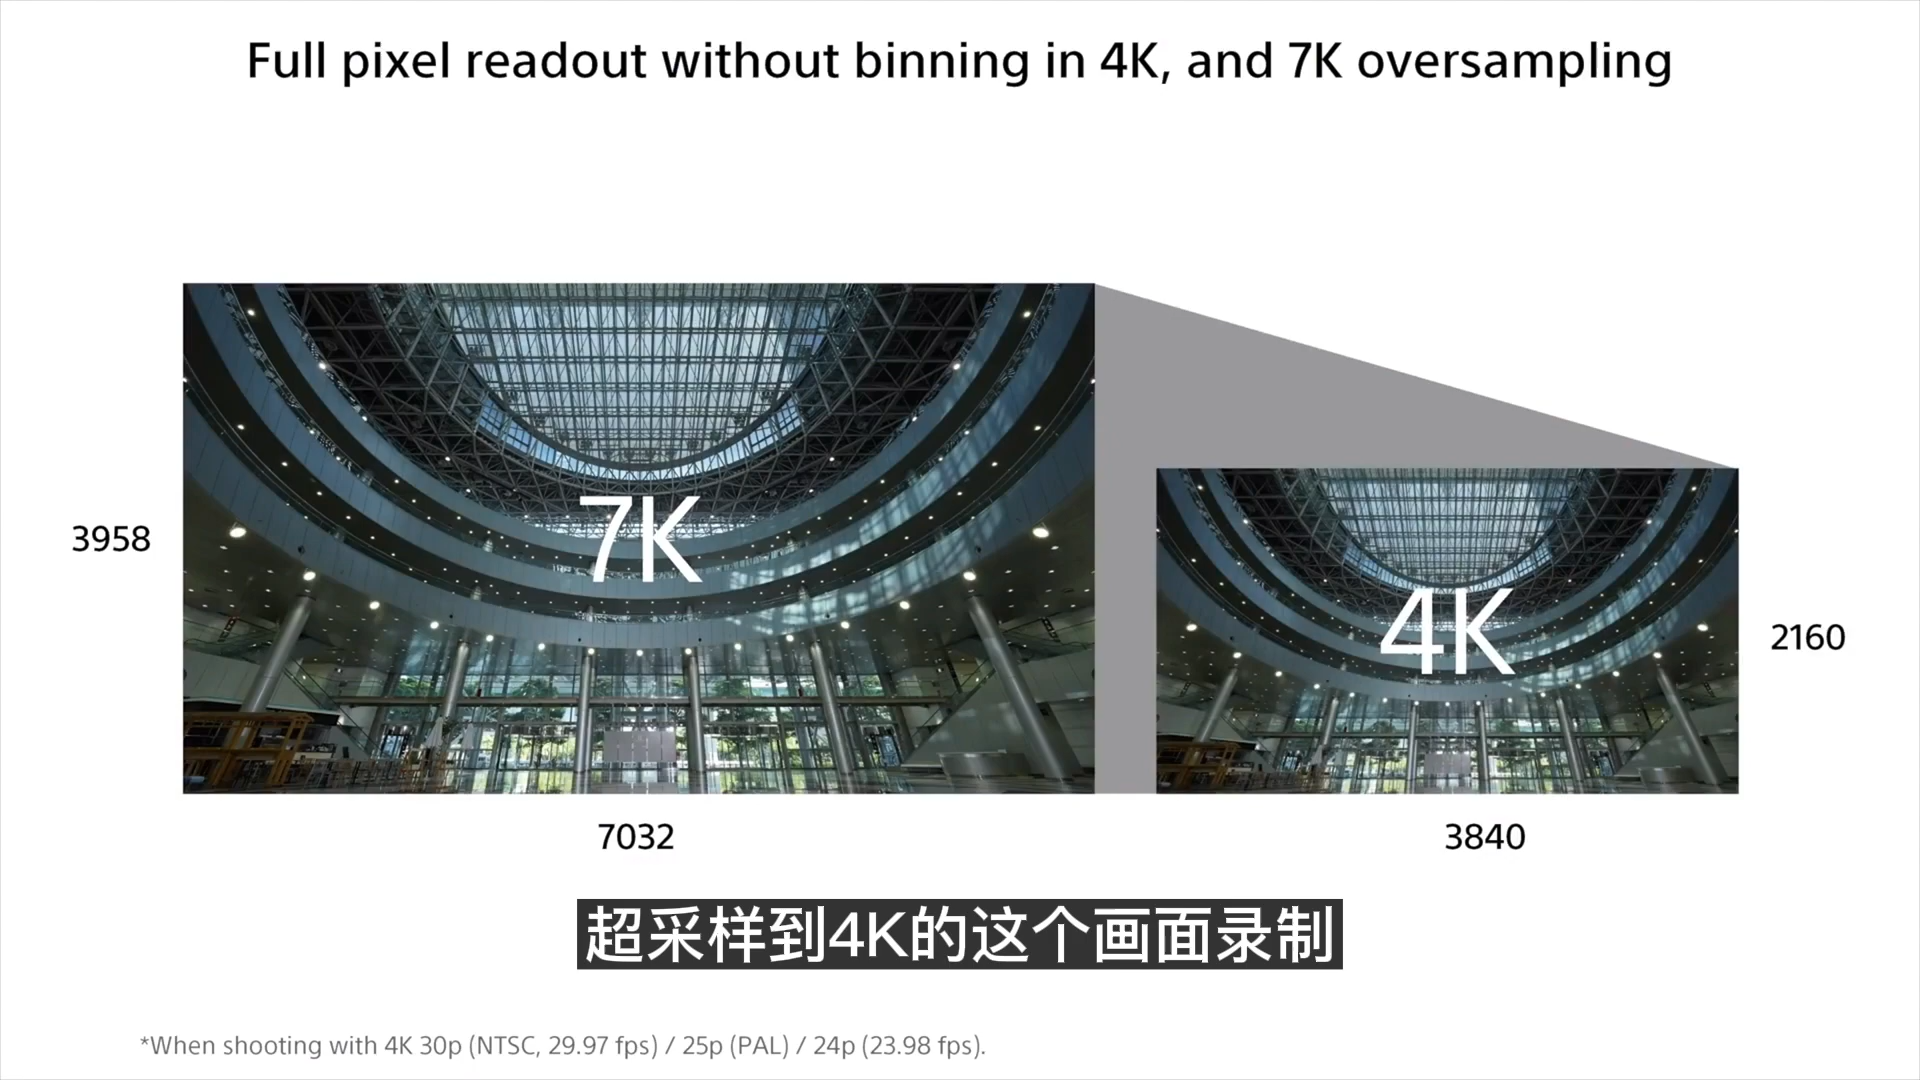 Full pixel readout without binning in 4K, and 7K oversampling
7K
3958
4K
2160
7032
3840
超采样到4K的这个画面录制
*When shooting with 4K 30p (NTSC, 29.97 fps) / 25p (PAL) / 24p (23.98 fps).